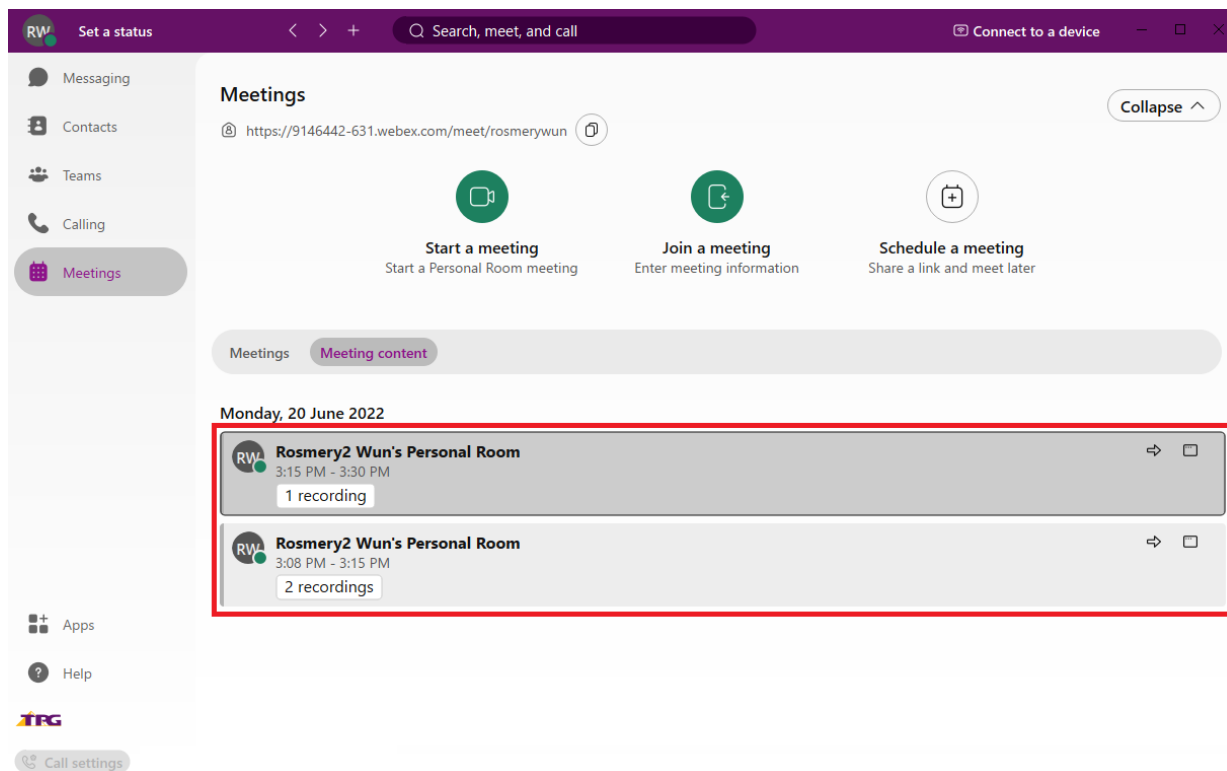 RW Set a status Search, meet, and call Connect to a device
Messaging
Contacts
Teams
Calling
Meetings
Meetings
Collapse
https://9146442-631.webex.com/meet/rosmerywun
Start a meeting
Start a Personal Room meeting
Join a meeting
Enter meeting information
Schedule a meeting
Share a link and meet later
Meetings Meeting content
Monday, 20 June 2022
RW Rosmery2 Wun's Personal Room
3:15 PM - 3:30 PM
1 recording
RW Rosmery2 Wun's Personal Room
3:08 PM - 3:15 PM
2 recordings
Apps
Help
TPG
Call settings